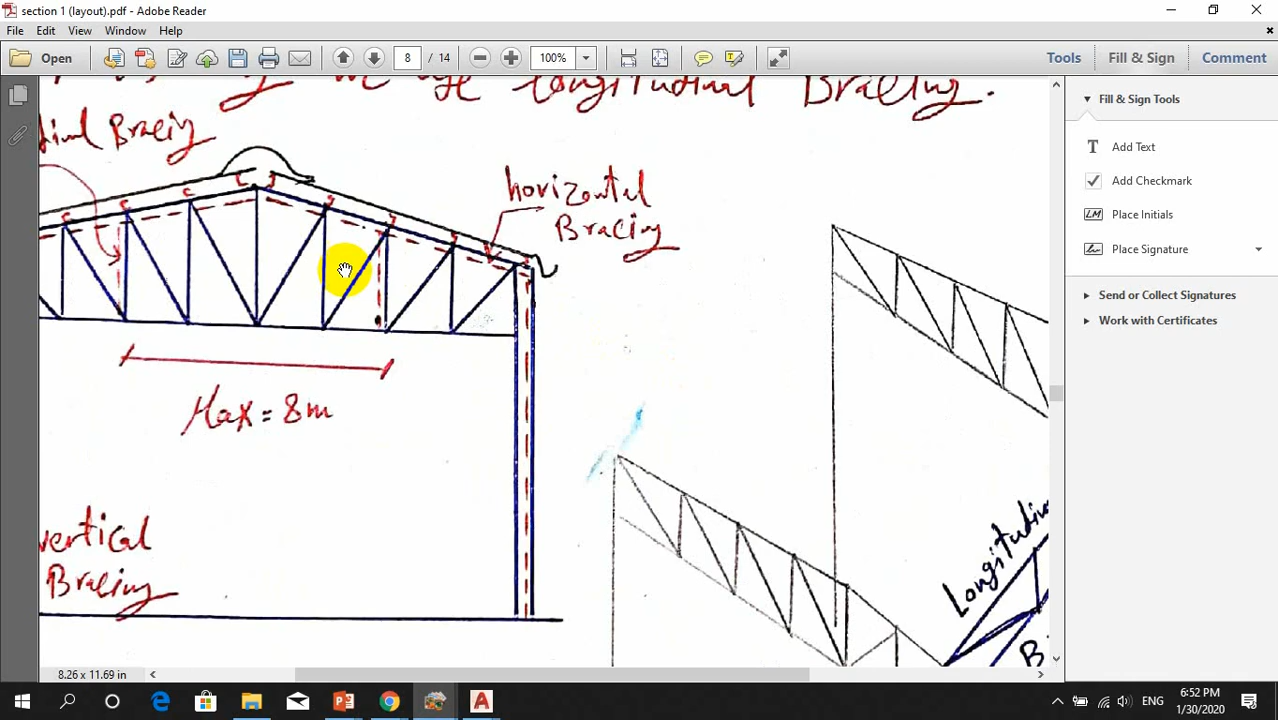 section 1 (layout).pdf - Adobe Reader
File Edit View Window Help
Open 8 / 14 100% Tools Fill & Sign Comment
Longitudinal Bracing.
Bracing
horizontal
Bracing
Max = 8m
vertical
Bracing
Longitudin
B
Fill & Sign Tools
T Add Text
Add Checkmark
LM Place Initials
Place Signature
Send or Collect Signatures
Work with Certificates
8.26 x 11.69 in
ENG
6:52 PM
1/30/2020